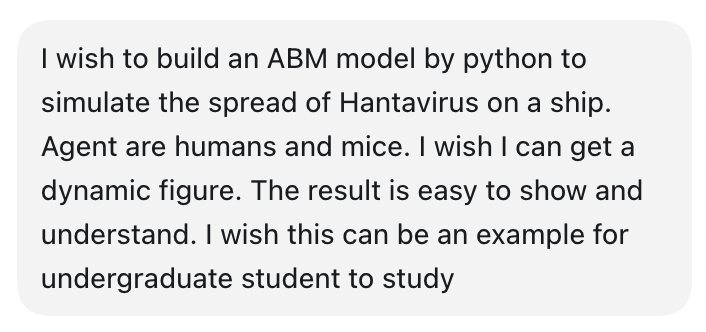 I wish to build an ABM model by python to
simulate the spread of Hantavirus on a ship.
Agent are humans and mice. I wish I can get a
dynamic figure. The result is easy to show and
understand. I wish this can be an example for
undergraduate student to study